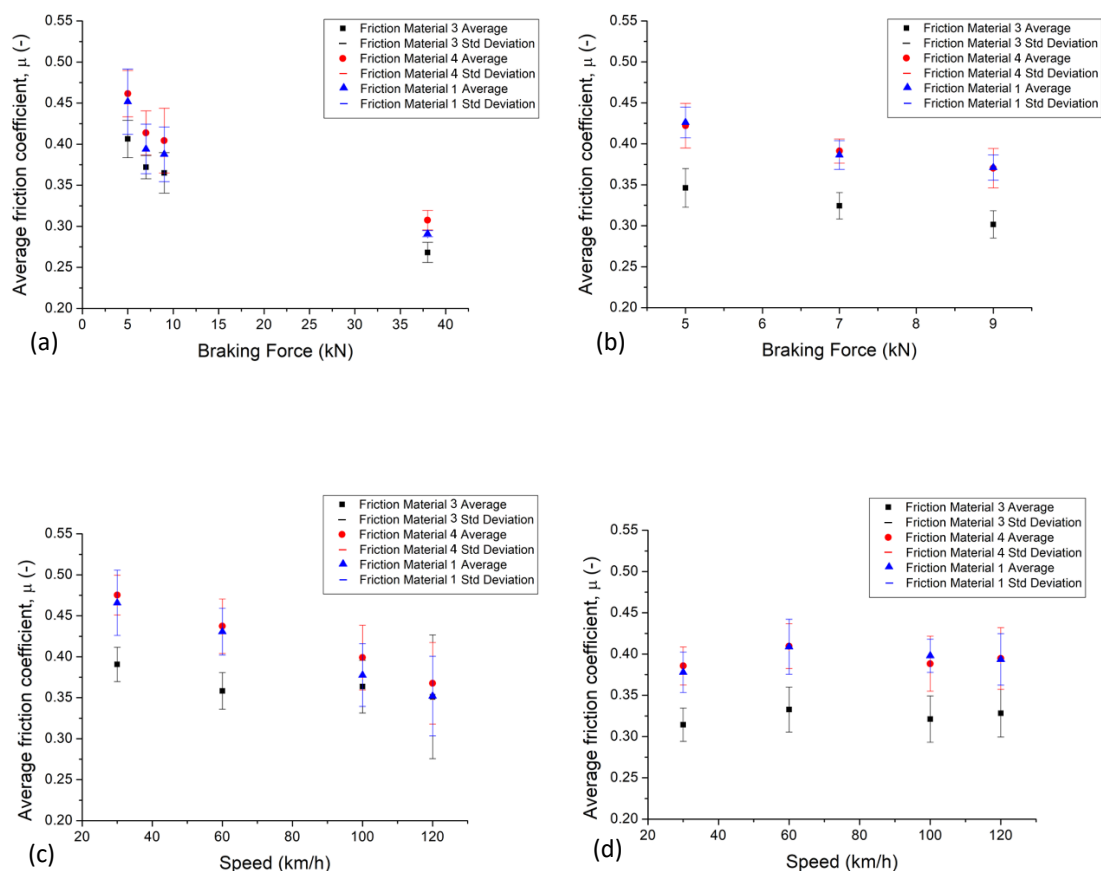 0.55
0.50
0.45
0.40
0.35
0.30
0.25
0.20
Average friction coefficient, μ (-)
Friction Material 3 Average
Friction Material 3 Std Deviation
Friction Material 4 Average
Friction Material 4 Std Deviation
Friction Material 1 Average
Friction Material 1 Std Deviation
0 5 10 15 20 25 30 35 40
Braking Force (kN)
(a)
0.55
0.50
0.45
0.40
0.35
0.30
0.25
0.20
Average friction coefficient, μ (-)
Friction Material 3 Average
Friction Material 3 Std Deviation
Friction Material 4 Average
Friction Material 4 Std Deviation
Friction Material 1 Average
Friction Material 1 Std Deviation
5 6 7 8 9
Braking Force (kN)
(b)
Friction Material 3 Average
Friction Material 3 Std Deviation
Friction Material 4 Average
Friction Material 4 Std Deviation
Friction Material 1 Average
Friction Material 1 Std Deviation
0.55
0.50
0.45
0.40
0.35
0.30
0.25
0.20
Average friction coefficient, μ (-)
20 40 60 80 100 120
Speed (km/h)
(c)
Friction Material 3 Average
Friction Material 3 Std Deviation
Friction Material 4 Average
Friction Material 4 Std Deviation
Friction Material 1 Average
Friction Material 1 Std Deviation
0.55
0.50
0.45
0.40
0.35
0.30
0.25
0.20
Average friction coefficient, μ (-)
20 40 60 80 100 120
Speed (km/h)
(d)